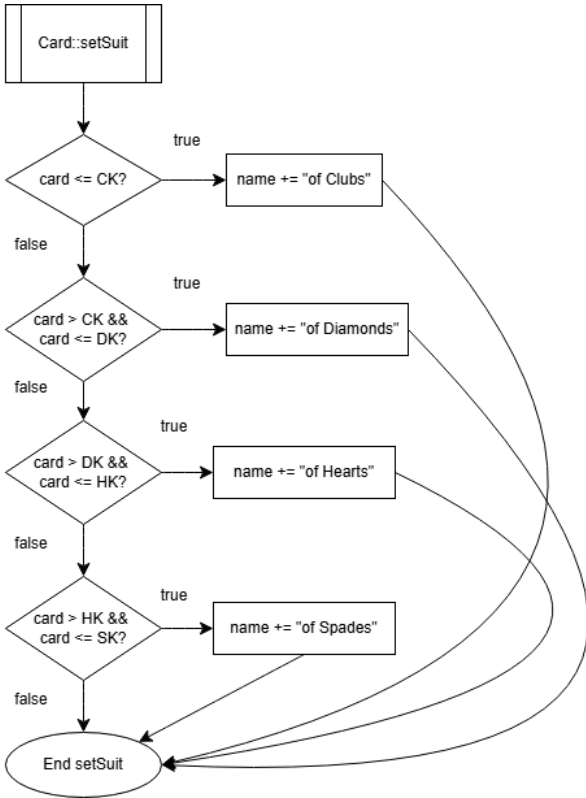 Card::setSuit
true
card <= CK?
name += "of Clubs"
false
true
card > CK &&
card <= DK?
name += "of Diamonds"
false
true
card > DK &&
card <= HK?
name += "of Hearts"
false
true
card > HK &&
card <= SK?
name += "of Spades"
false
End setSuit